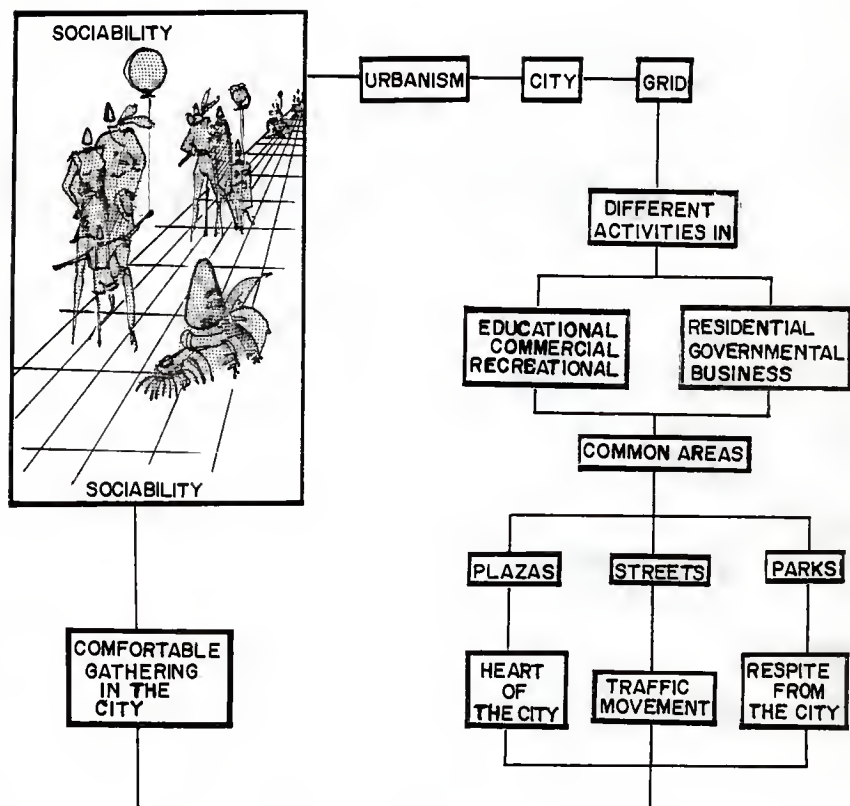 SOCIABILITY
URBANISM
CITY
GRID
DIFFERENT
ACTIVITIES IN
EDUCATIONAL
COMMERCIAL
RECREATIONAL
RESIDENTIAL
GOVERNMENTAL
BUSINESS
COMMON AREAS
SOCIABILITY
PLAZAS
STREETS
PARKS
COMFORTABLE
GATHERING
IN THE
CITY
HEART
OF
THE CITY
TRAFFIC
MOVEMENT
RESPITE
FROM
THE CITY